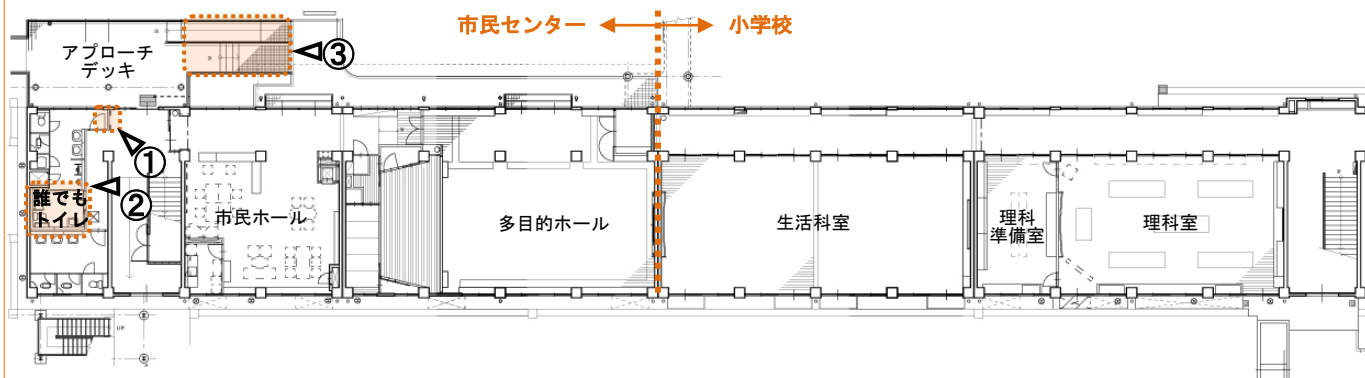 市民センター
小学校
アプローチ
デッキ
③
①
②
誰でも
トイレ
市民ホール
多目的ホール
生活科室
理科
準備室
理科室
UP